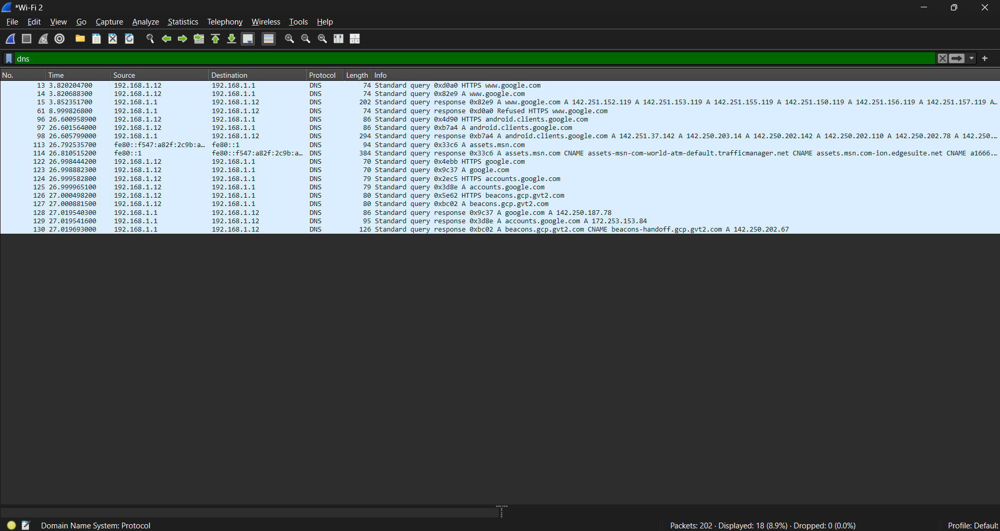 *Wi-Fi 2
File Edit View Go Capture Analyze Statistics Telephony Wireless Tools Help
dns
No. Time Source Destination Protocol Length Info
13 3.820204700 192.168.1.12 192.168.1.1 DNS 74 Standard query 0xd0a0 HTTPS www.google.com
14 3.820688300 192.168.1.12 192.168.1.1 DNS 74 Standard query 0x82e9 A www.google.com
15 3.852351700 192.168.1.1 192.168.1.12 DNS 202 Standard query response 0x82e9 A www.google.com A 142.251.152.119 A 142.251.153.119 A 142.251.155.119 A 142.251.150.119 A 142.251.156.119 A 142.251.157.119 A…
61 8.999826800 192.168.1.1 192.168.1.12 DNS 74 Standard query response 0xd0a0 Refused HTTPS www.google.com
96 26.600958900 192.168.1.12 192.168.1.1 DNS 86 Standard query 0x4d90 HTTPS android.clients.google.com
97 26.601564000 192.168.1.12 192.168.1.1 DNS 86 Standard query 0xb7a4 A android.clients.google.com
98 26.605799000 192.168.1.1 192.168.1.12 DNS 294 Standard query response 0xb7a4 A android.clients.google.com A 142.251.37.142 A 142.250.203.14 A 142.250.202.142 A 142.250.202.110 A 142.250.202.78 A 142.250.…
113 26.792535700 fe80::f547:a82f:2c9b:a… fe80::1 DNS 94 Standard query 0x33c6 A assets.msn.com
114 26.810515200 fe80::1 fe80::f547:a82f:2c9b:a… DNS 384 Standard query response 0x33c6 A assets.msn.com CNAME assets-msn-com-world-atm-default.trafficmanager.net CNAME assets.msn.com-ion.edgesuite.net CNAME a1666.…
122 26.998444200 192.168.1.12 192.168.1.1 DNS 70 Standard query 0x4ebb HTTPS google.com
123 26.998882300 192.168.1.12 192.168.1.1 DNS 70 Standard query 0x9c37 A google.com
124 26.999582800 192.168.1.12 192.168.1.1 DNS 79 Standard query 0x2ec5 HTTPS accounts.google.com
125 26.999965100 192.168.1.12 192.168.1.1 DNS 79 Standard query 0x3d8e A accounts.google.com
126 27.000498200 192.168.1.12 192.168.1.1 DNS 80 Standard query 0x5e62 HTTPS beacons.gcp.gvt2.com
127 27.000881500 192.168.1.12 192.168.1.1 DNS 80 Standard query 0xbc02 A beacons.gcp.gvt2.com
128 27.019540300 192.168.1.1 192.168.1.12 DNS 86 Standard query response 0x9c37 A google.com A 142.250.187.78
129 27.019541600 192.168.1.1 192.168.1.12 DNS 95 Standard query response 0x3d8e A accounts.google.com A 172.253.153.84
130 27.019693000 192.168.1.1 192.168.1.12 DNS 126 Standard query response 0xbc02 A beacons.gcp.gvt2.com CNAME beacons-handoff.gcp.gvt2.com A 142.250.202.67
Domain Name System: Protocol Packets: 202 · Displayed: 18 (8.9%) · Dropped: 0 (0.0%) Profile: Default